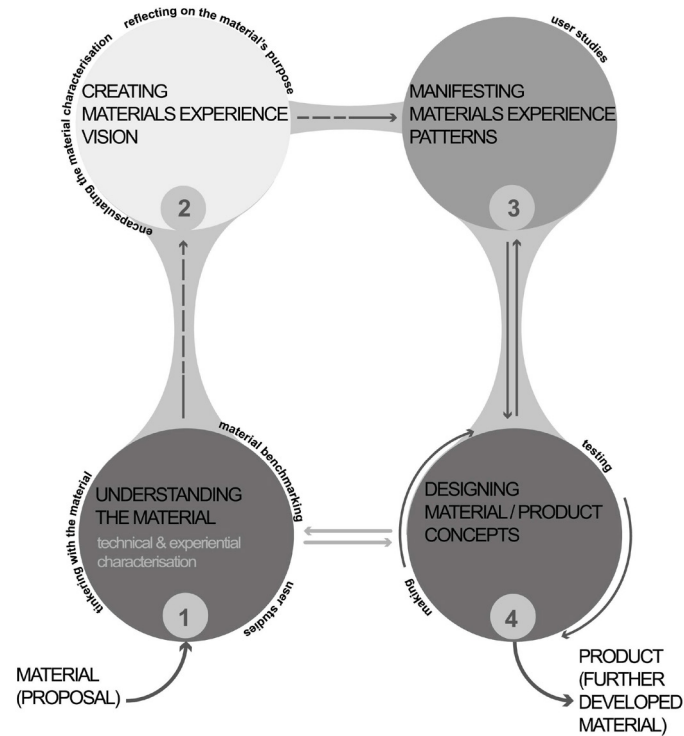 reflecting on the material's purpose
encapsulating the material characterisation
CREATING
MATERIALS EXPERIENCE
VISION
2
user studies
MANIFESTING
MATERIALS EXPERIENCE
PATTERNS
3
material benchmarking
tinkering with the material
UNDERSTANDING
THE MATERIAL
technical & experiential
characterisation
user studies
1
MATERIAL
(PROPOSAL)
testing
DESIGNING
MATERIAL / PRODUCT
CONCEPTS
making
4
PRODUCT
(FURTHER
DEVELOPED
MATERIAL)